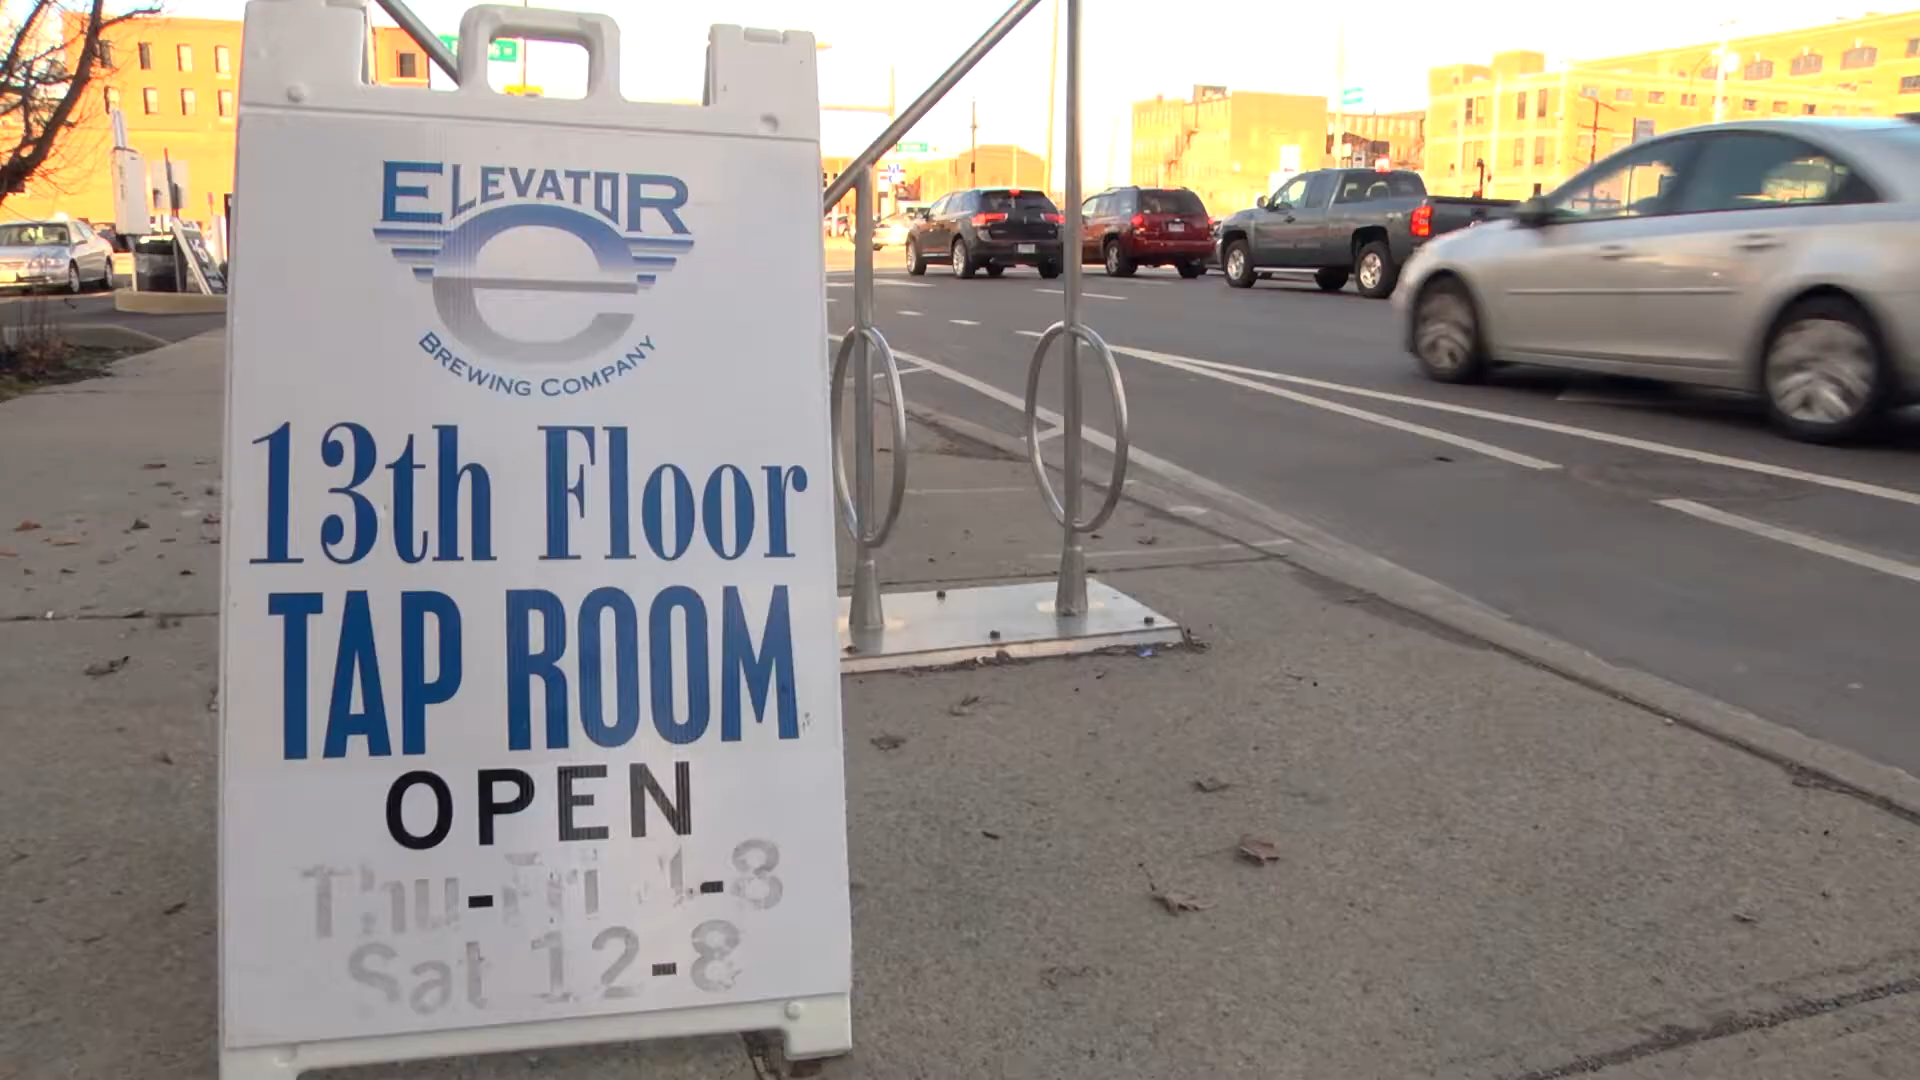 ELEVATOR
BREWING COMPANY
13th Floor
TAP ROOM
OPEN
Sat 12-8